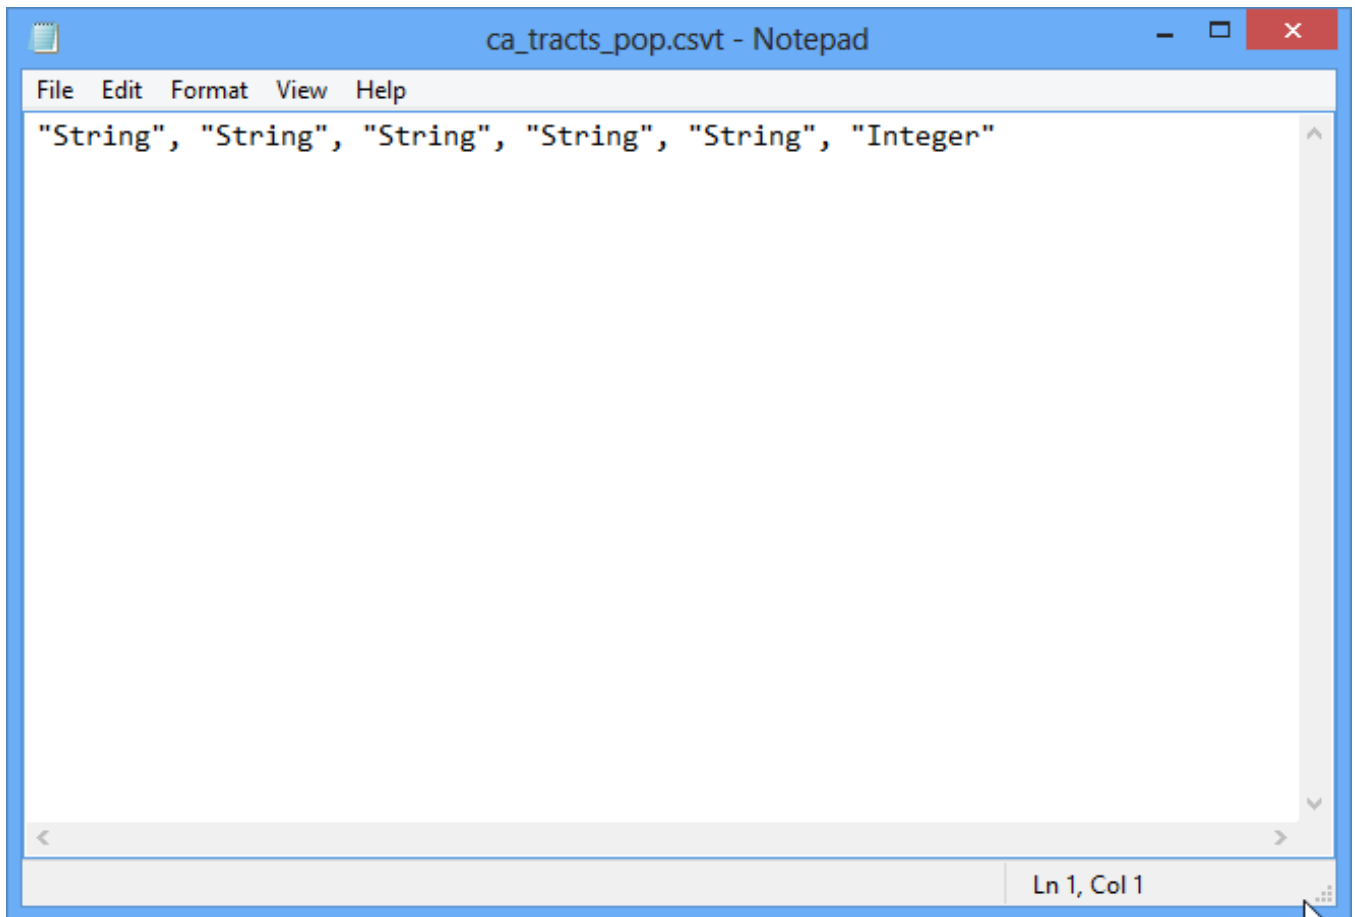 ca_tracts_pop.csvt - Notepad
File Edit Format View Help
"String", "String", "String", "String", "String", "Integer"
Ln 1, Col 1